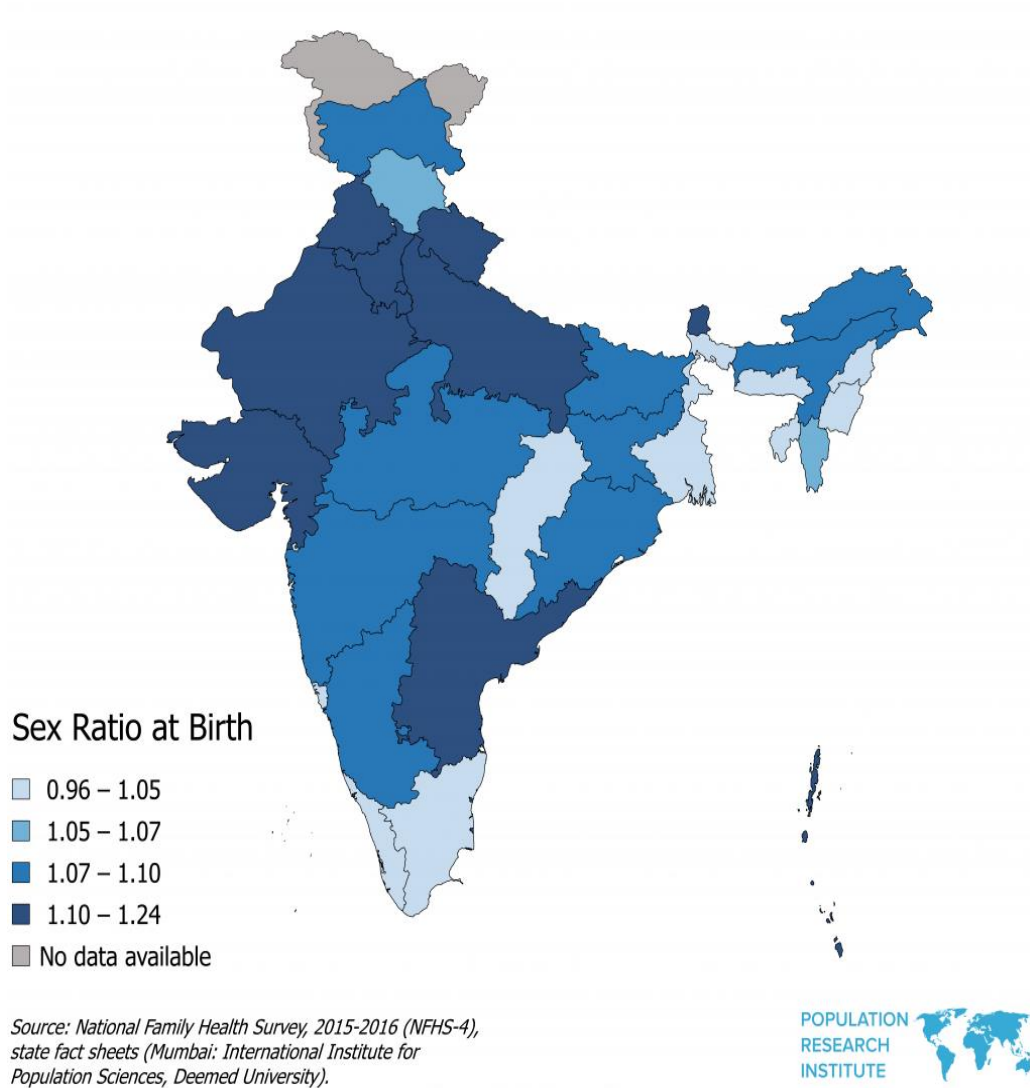 Sex Ratio at Birth
0.96 – 1.05
1.05 – 1.07
1.07 – 1.10
1.10 – 1.24
No data available
Source: National Family Health Survey, 2015-2016 (NFHS-4),
state fact sheets (Mumbai: International Institute for
Population Sciences, Deemed University).
POPULATION
RESEARCH
INSTITUTE